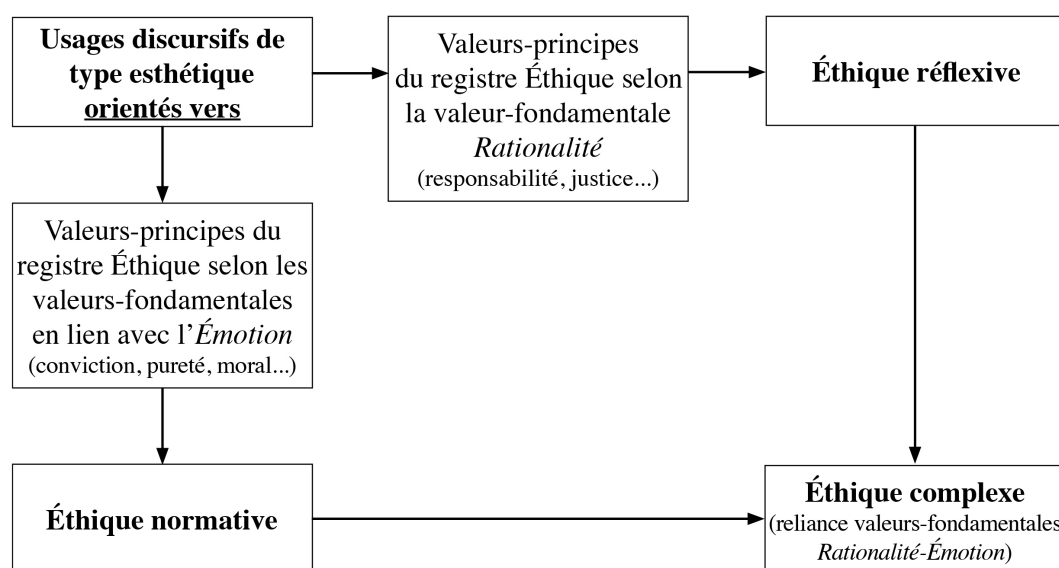 Usages discursifs de
type esthétique
orientés vers
Valeurs-principes
du registre Éthique selon
la valeur-fondamentale
Rationalité
(responsabilité, justice...)
Éthique réflexive
Valeurs-principes du
registre Éthique selon les
valeurs-fondamentales
en lien avec l’Émotion
(conviction, pureté, moral...)
Éthique normative
Éthique complexe
(reliance valeurs-fondamentales
Rationalité-Émotion)